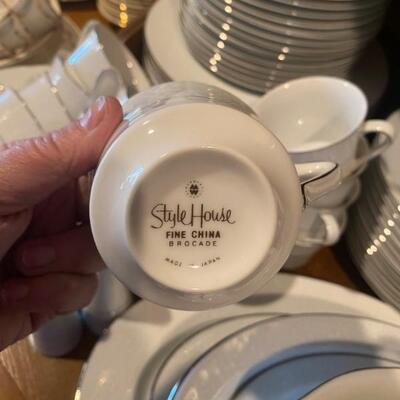 Style House
FINE CHINA
BROCADE
MADE IN JAPAN